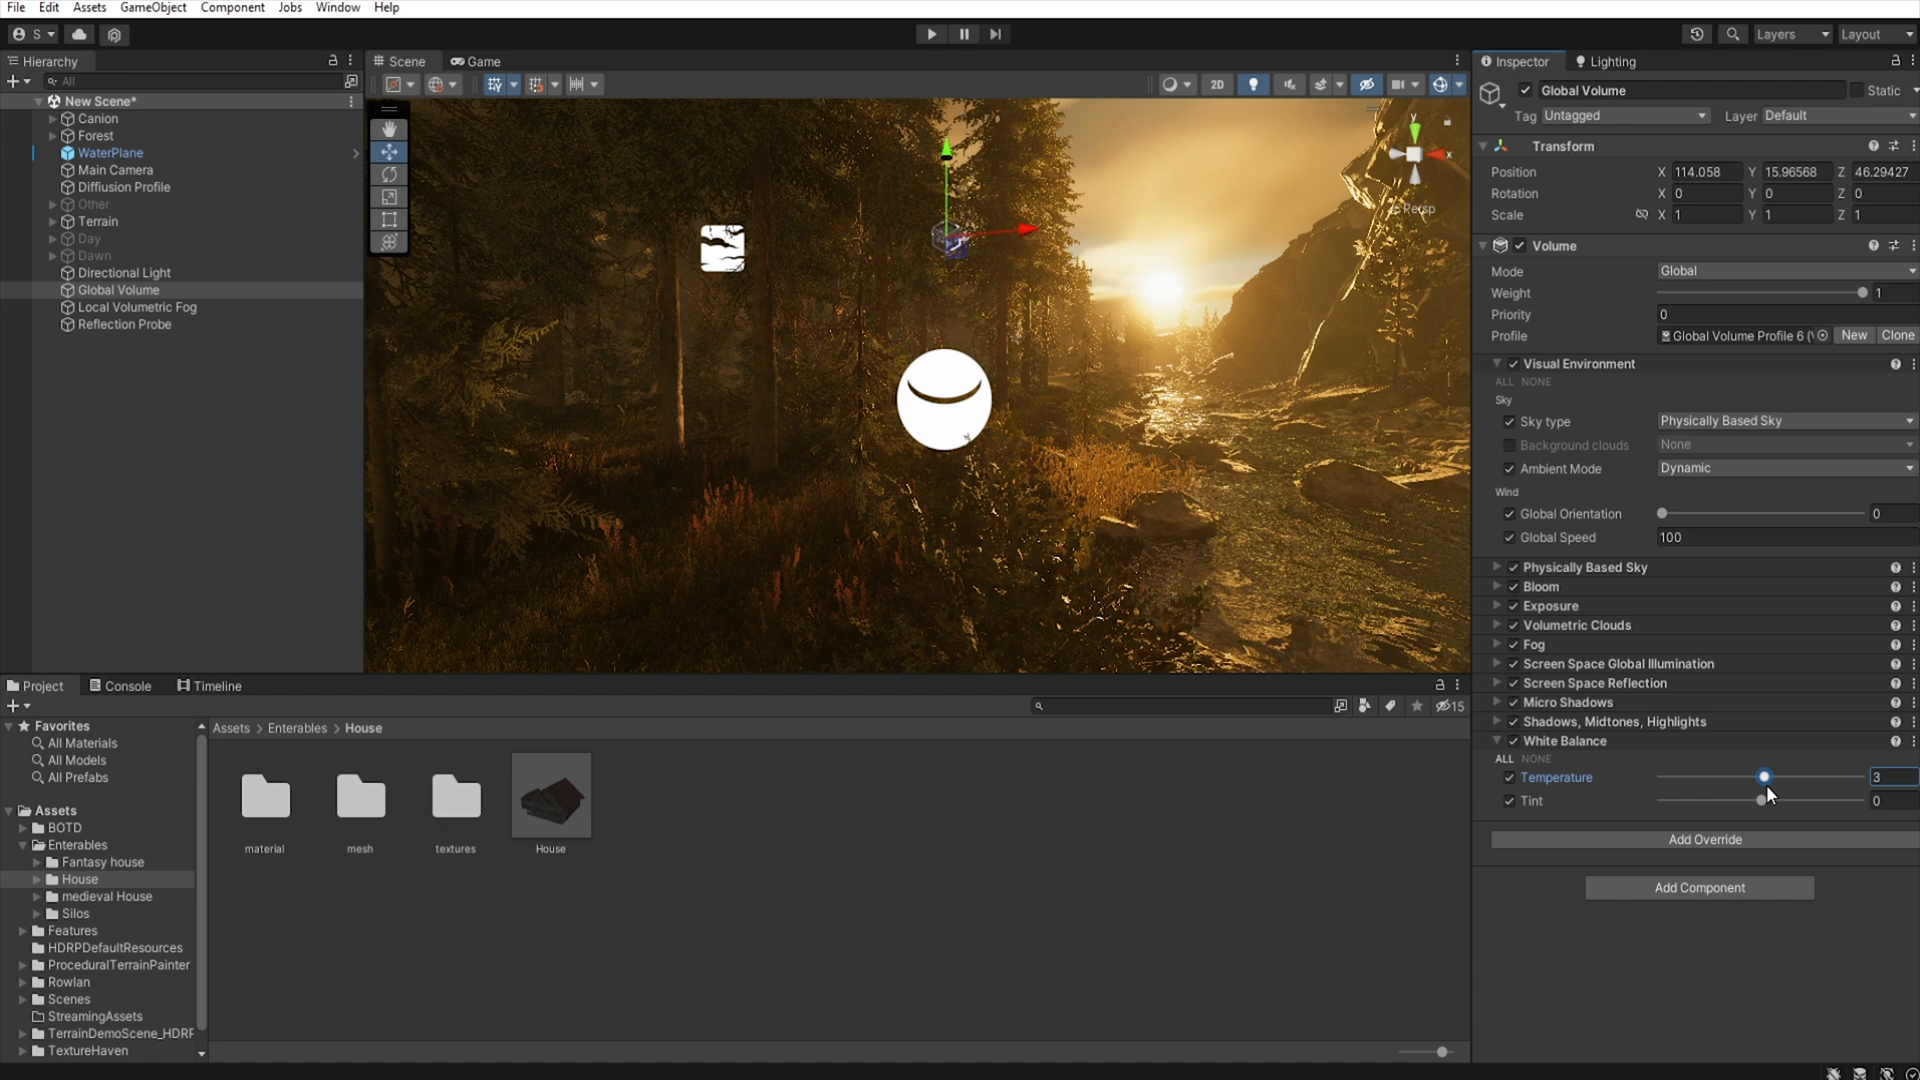 File Edit Assets GameObject Component Jobs Window Help
S Layers Layout
Hierarchy
All
New Scene*
Canion
Forest
WaterPlane
Main Camera
Diffusion Profile
Other
Terrain
Day
Dawn
Directional Light
Global Volume
Local Volumetric Fog
Reflection Probe
Scene Game
2D
y
x
Persp
Inspector Lighting
Global Volume Static
Tag Untagged Layer Default
Transform
Position X 114.058 Y 15.96568 Z 46.29427
Rotation X 0 Y 0 Z 0
Scale X 1 Y 1 Z 1
Volume
Mode Global
Weight 1
Priority 0
Profile Global Volume Profile 6 (V New Clone
Visual Environment
ALL NONE
Sky
Sky type Physically Based Sky
Background clouds None
Ambient Mode Dynamic
Wind
Global Orientation 0
Global Speed 100
Physically Based Sky
Bloom
Exposure
Volumetric Clouds
Fog
Screen Space Global Illumination
Screen Space Reflection
Micro Shadows
Shadows, Midtones, Highlights
White Balance
ALL NONE
Temperature 3
Tint 0
Add Override
Add Component
Project Console Timeline
15
Favorites
All Materials
All Models
All Prefabs
Assets
BOTD
Enterables
Fantasy house
House
medieval House
Silos
Features
HDRPDefaultResources
ProceduralTerrainPainter
Rowlan
Scenes
StreamingAssets
TerrainDemoScene_HDRP
TextureHaven
Assets > Enterables > House
material mesh textures House